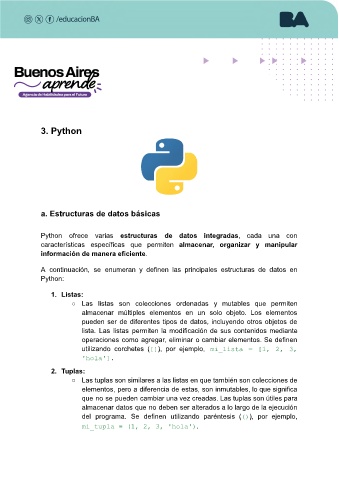 /educacionBA
BA
Buenos Aires
aprende
Agencia de Habilidades para el Futuro
3. Python
a. Estructuras de datos básicas
Python ofrece varias estructuras de datos integradas, cada una con
características específicas que permiten almacenar, organizar y manipular
información de manera eficiente.
A continuación, se enumeran y definen las principales estructuras de datos en
Python:
1. Listas:
○ Las listas son colecciones ordenadas y mutables que permiten
almacenar múltiples elementos en un solo objeto. Los elementos
pueden ser de diferentes tipos de datos, incluyendo otros objetos de
lista. Las listas permiten la modificación de sus contenidos mediante
operaciones como agregar, eliminar o cambiar elementos. Se definen
utilizando corchetes ([]), por ejemplo, mi_lista = [1, 2, 3,
'hola'].
2. Tuplas:
○ Las tuplas son similares a las listas en que también son colecciones de
elementos, pero a diferencia de estas, son inmutables, lo que significa
que no se pueden cambiar una vez creadas. Las tuplas son útiles para
almacenar datos que no deben ser alterados a lo largo de la ejecución
del programa. Se definen utilizando paréntesis (()), por ejemplo,
mi_tupla = (1, 2, 3, 'hola').